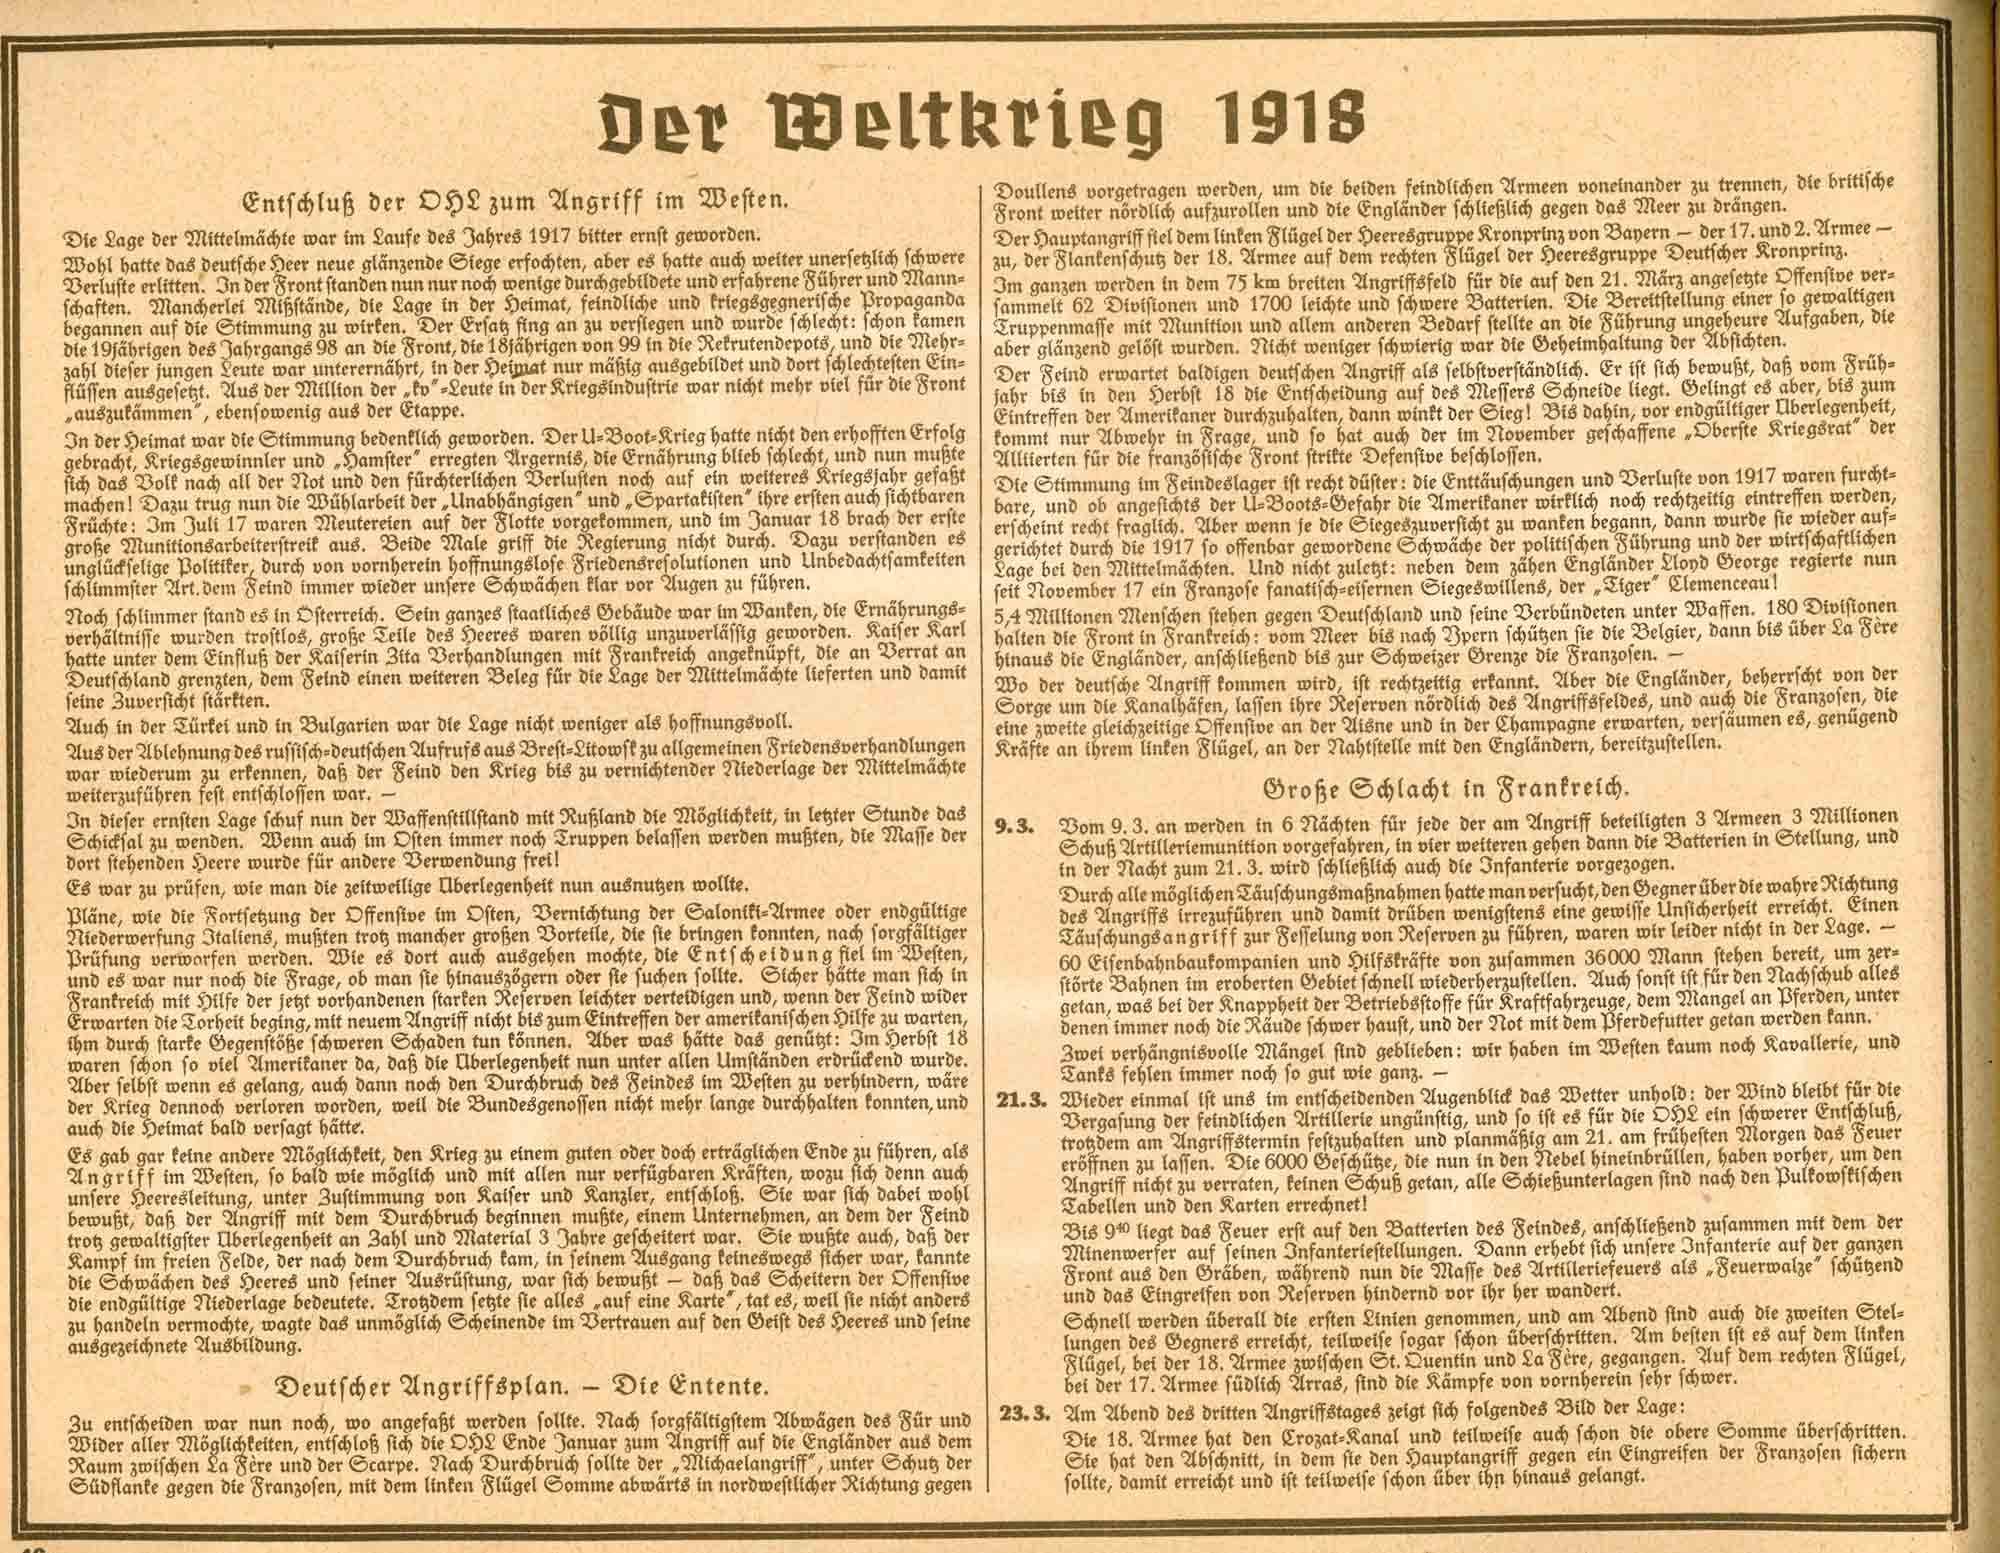 Der Weltkrieg 1918
Entschluß der OHL zum Angriff im Westen.
Die Lage der Mittelmächte war im Laufe des Jahres 1917 bitter ernst geworden.
Wohl hatte das deutsche Heer neue glänzende Siege erfochten, aber es hatte auch weiter unersetzlich schwere
Verluste erlitten. In der Front standen nun nur noch wenige durchgebildete und erfahrene Führer und Mann-
schaften. Mancherlei Mißstände, die Lage in der Heimat, feindliche und kriegsgegnerische Propaganda
begannen auf die Stimmung zu wirken. Der Ersatz fing an zu versiegen und wurde schlecht: schon kamen
die 19jährigen des Jahrgangs 98 an die Front, die 18jährigen von 99 in die Rekrutendepots, und die Mehr-
zahl dieser jungen Leute war unterernährt, in der Heimat nur mäßig ausgebildet und dort schlechtesten Ein-
flüssen ausgesetzt. Aus der Million der „kv“-Leute in der Kriegsindustrie war nicht mehr viel für die Front
„auszukämmen“, ebensowenig aus der Etappe.
In der Heimat war die Stimmung bedenklich geworden. Der U-Boot-Krieg hatte nicht den erhofften Erfolg
gebracht, Kriegsgewinnler und „Hamster“ erregten Ärgernis, die Ernährung blieb schlecht, und nun mußte
sich das Volk nach all der Not und den fürchterlichen Verlusten noch auf ein weiteres Kriegsjahr gefaßt
machen! Dazu trug nun die Wühlarbeit der „Unabhängigen“ und „Spartakisten“ ihre ersten auch sichtbaren
Früchte: Im Juli 17 waren Meutereien auf der Flotte vorgekommen, und im Januar 18 brach der erste
große Munitionsarbeiterstreik aus. Beide Male griff die Regierung nicht durch. Dazu verstanden es
unglückselige Politiker, durch von vornherein hoffnungslose Friedensresolutionen und Unbedachtsamkeiten
schlimmster Art dem Feind immer wieder unsere Schwächen klar vor Augen zu führen.
Noch schlimmer stand es in Österreich. Sein ganzes staatliches Gebäude war im Wanken, die Ernährungs-
verhältnisse wurden trostlos, große Teile des Heeres waren völlig unzuverlässig geworden. Kaiser Karl
hatte unter dem Einfluß der Kaiserin Zita Verhandlungen mit Frankreich angeknüpft, die an Verrat an
Deutschland grenzten, dem Feind einen weiteren Beleg für die Lage der Mittelmächte lieferten und damit
seine Zuversicht stärkten.
Auch in der Türkei und in Bulgarien war die Lage nicht weniger als hoffnungsvoll.
Aus der Ablehnung des russisch-deutschen Aufrufs aus Brest-Litowsk zu allgemeinen Friedensverhandlungen
war wiederum zu erkennen, daß der Feind den Krieg bis zu vernichtender Niederlage der Mittelmächte
weiterzuführen fest entschlossen war. —
In dieser ernsten Lage schuf nun der Waffenstillstand mit Rußland die Möglichkeit, in letzter Stunde das
Schicksal zu wenden. Wenn auch im Osten immer noch Truppen belassen werden mußten, die Masse der
dort stehenden Heere wurde für andere Verwendung frei!
Es war zu prüfen, wie man die zeitweilige Überlegenheit nun ausnutzen wollte.
Pläne, wie die Fortsetzung der Offensive im Osten, Vernichtung der Saloniki-Armee oder endgültige
Niederwerfung Italiens, mußten trotz mancher großen Vorteile, die sie bringen konnten, nach sorgfältiger
Prüfung verworfen werden. Wie es dort auch ausgehen mochte, die Entscheidung fiel im Westen,
und es war nur noch die Frage, ob man sie hinauszögern oder sie suchen sollte. Sicher hätte man sich in
Frankreich mit Hilfe der jetzt vorhandenen starken Reserven leichter verteidigen und, wenn der Feind wider
Erwarten die Torheit beging, mit neuem Angriff nicht bis zum Eintreffen der amerikanischen Hilfe zu warten,
ihm durch starke Gegenstöße schweren Schaden tun können. Aber was hätte das genützt: Im Herbst 18
waren schon so viel Amerikaner da, daß die Überlegenheit nun unter allen Umständen erdrückend wurde.
Aber selbst wenn es gelang, auch dann noch den Durchbruch des Feindes im Westen zu verhindern, wäre
der Krieg dennoch verloren worden, weil die Bundesgenossen nicht mehr lange durchhalten konnten, und
auch die Heimat bald versagt hätte.
Es gab gar keine andere Möglichkeit, den Krieg zu einem guten oder doch erträglichen Ende zu führen, als
Angriff im Westen, so bald wie möglich und mit allen nur verfügbaren Kräften, wozu sich denn auch
unsere Heeresleitung, unter Zustimmung von Kaiser und Kanzler, entschloß. Sie war sich dabei wohl
bewußt, daß der Angriff mit dem Durchbruch beginnen mußte, einem Unternehmen, an dem der Feind
trotz gewaltigster Überlegenheit an Zahl und Material 3 Jahre gescheitert war. Sie wußte auch, daß der
Kampf im freien Felde, der nach dem Durchbruch kam, in seinem Ausgang keineswegs sicher war, kannte
die Schwächen des Heeres und seiner Ausrüstung, war sich bewußt — daß das Scheitern der Offensive
die endgültige Niederlage bedeutete. Trotzdem setzte sie alles „auf eine Karte“, tat es, weil sie nicht anders
zu handeln vermochte, wagte das unmöglich Scheinende im Vertrauen auf den Geist des Heeres und seine
ausgezeichnete Ausbildung.
Deutscher Angriffsplan. — Die Entente.
Zu entscheiden war nun noch, wo angefaßt werden sollte. Nach sorgfältigstem Abwägen des Für und
Wider aller Möglichkeiten, entschloß sich die OHL Ende Januar zum Angriff auf die Engländer aus dem
Raum zwischen La Fère und der Scarpe. Nach Durchbruch sollte der „Michaelangriff“, unter Schutz der
Südflanke gegen die Franzosen, mit dem linken Flügel Somme abwärts in nordwestlicher Richtung gegen
Doullens vorgetragen werden, um die beiden feindlichen Armeen voneinander zu trennen, die britische
Front weiter nördlich aufzurollen und die Engländer schließlich gegen das Meer zu drängen.
Der Hauptangriff fiel dem linken Flügel der Heeresgruppe Kronprinz von Bayern — der 17. und 2. Armee —
zu, der Flankenschutz der 18. Armee auf dem rechten Flügel der Heeresgruppe Deutscher Kronprinz.
Im ganzen werden in dem 75 km breiten Angriffsfeld für die auf den 21. März angesetzte Offensive ver-
sammelt 62 Divisionen und 1700 leichte und schwere Batterien. Die Bereitstellung einer so gewaltigen
Truppenmasse mit Munition und allem anderen Bedarf stellte an die Führung ungeheure Aufgaben, die
aber glänzend gelöst wurden. Nicht weniger schwierig war die Geheimhaltung der Absichten.
Der Feind erwartet baldigen deutschen Angriff als selbstverständlich. Er ist sich bewußt, daß vom Früh-
jahr bis in den Herbst 18 die Entscheidung auf des Messers Schneide liegt. Gelingt es aber, bis zum
Eintreffen der Amerikaner durchzuhalten, dann winkt der Sieg! Bis dahin, vor endgültiger Überlegenheit,
kommt nur Abwehr in Frage, und so hat auch der im November geschaffene „Oberste Kriegsrat“ der
Alliierten für die französische Front strikte Defensive beschlossen.
Die Stimmung im Feindeslager ist recht düster: die Enttäuschungen und Verluste von 1917 waren furcht-
bare, und ob angesichts der U-Boots-Gefahr die Amerikaner wirklich noch rechtzeitig eintreffen werden,
erscheint recht fraglich. Aber wenn je die Siegeszuversicht zu wanken begann, dann wurde sie wieder auf-
gerichtet durch die 1917 so offenbar gewordene Schwäche der politischen Führung und der wirtschaftlichen
Lage bei den Mittelmächten. Und nicht zuletzt: neben dem zähen Engländer Lloyd George regierte nun
seit November 17 ein Franzose fanatisch-eisernen Siegeswillens, der „Tiger“ Clemenceau!
5,4 Millionen Menschen stehen gegen Deutschland und seine Verbündeten unter Waffen. 180 Divisionen
halten die Front in Frankreich: vom Meer bis nach Ypern schützen sie die Belgier, dann bis über La Fère
hinaus die Engländer, anschließend bis zur Schweizer Grenze die Franzosen. —
Wo der deutsche Angriff kommen wird, ist rechtzeitig erkannt. Aber die Engländer, beherrscht von der
Sorge um die Kanalhäfen, lassen ihre Reserven nördlich des Angriffsfeldes, und auch die Franzosen, die
eine zweite gleichzeitige Offensive an der Aisne und in der Champagne erwarten, versäumen es, genügend
Kräfte an ihrem linken Flügel, an der Nahtstelle mit den Engländern, bereitzustellen.
Große Schlacht in Frankreich.
9. 3. Vom 9. 3. an werden in 6 Nächten für jede der am Angriff beteiligten 3 Armeen 3 Millionen
Schuß Artilleriemunition vorgefahren, in vier weiteren gehen dann die Batterien in Stellung, und
in der Nacht zum 21. 3. wird schließlich auch die Infanterie vorgezogen.
Durch alle möglichen Täuschungsmaßnahmen hatte man versucht, den Gegner über die wahre Richtung
des Angriffs irrezuführen und damit drüben wenigstens eine gewisse Unsicherheit erreicht. Einen
Täuschungsangriff zur Fesselung von Reserven zu führen, waren wir leider nicht in der Lage. —
60 Eisenbahnbaukompanien und Hilfskräfte von zusammen 36000 Mann stehen bereit, um zer-
störte Bahnen im eroberten Gebiet schnell wiederherzustellen. Auch sonst ist für den Nachschub alles
getan, was bei der Knappheit der Betriebsstoffe für Kraftfahrzeuge, dem Mangel an Pferden, unter
denen immer noch die Räude schwer haust, und der Not mit dem Pferdefutter getan werden kann.
Zwei verhängnisvolle Mängel sind geblieben: wir haben im Westen kaum noch Kavallerie, und
Tanks fehlen immer noch so gut wie ganz. —
21. 3. Wieder einmal ist uns im entscheidenden Augenblick das Wetter unhold: der Wind bleibt für die
Vergasung der feindlichen Artillerie ungünstig, und so ist es für die OHL ein schwerer Entschluß,
trotzdem am Angriffstermin festzuhalten und planmäßig am 21. am frühesten Morgen das Feuer
eröffnen zu lassen. Die 6000 Geschütze, die nun in den Nebel hineinbrüllen, haben vorher, um den
Angriff nicht zu verraten, keinen Schuß getan, alle Schießunterlagen sind nach den Pulkowskischen
Tabellen und den Karten errechnet!
Bis 9⁴⁰ liegt das Feuer erst auf den Batterien des Feindes, anschließend zusammen mit dem der
Minenwerfer auf seinen Infanteriestellungen. Dann erhebt sich unsere Infanterie auf der ganzen
Front aus den Gräben, während nun die Masse des Artilleriefeuers als „Feuerwalze“ schützend
und das Eingreifen von Reserven hindernd vor ihr her wandert.
Schnell werden überall die ersten Linien genommen, und am Abend sind auch die zweiten Stel-
lungen des Gegners erreicht, teilweise sogar schon überschritten. Am besten ist es auf dem linken
Flügel, bei der 18. Armee zwischen St. Quentin und La Fère, gegangen. Auf dem rechten Flügel,
bei der 17. Armee südlich Arras, sind die Kämpfe von vornherein sehr schwer.
23. 3. Am Abend des dritten Angriffstages zeigt sich folgendes Bild der Lage:
Die 18. Armee hat den Crozat-Kanal und teilweise auch schon die obere Somme überschritten.
Sie hat den Abschnitt, in dem sie den Hauptangriff gegen ein Eingreifen der Franzosen sichern
sollte, damit erreicht und ist teilweise schon über ihn hinaus gelangt.